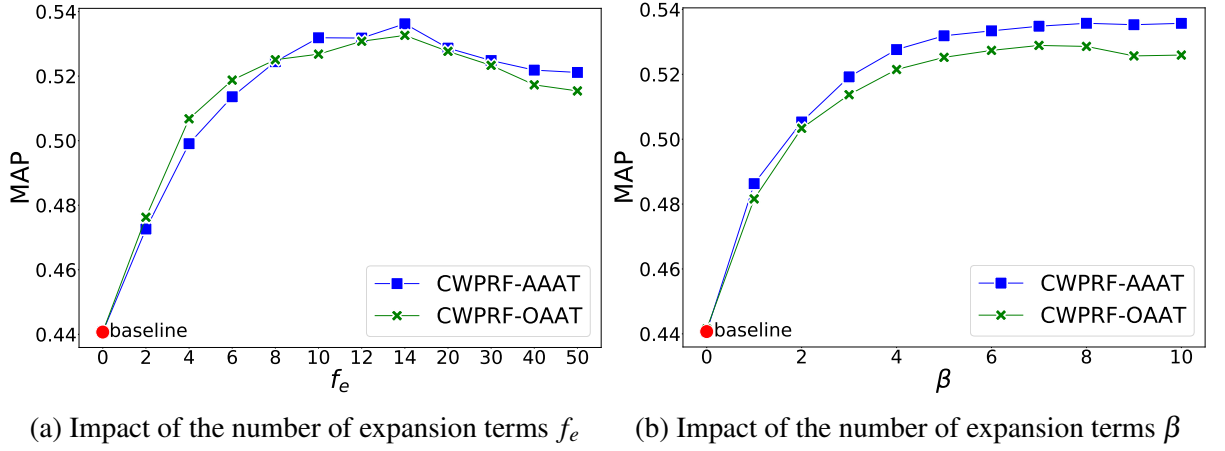 0.54
0.52
0.50
0.48
0.46
0.44
MAP
CWPRF-AAAT
CWPRF-OAAT
baseline
0 2 4 6 8 10 12 14 20 30 40 50
f_e
(a) Impact of the number of expansion terms f_e
0.54
0.52
0.50
0.48
0.46
0.44
MAP
CWPRF-AAAT
CWPRF-OAAT
baseline
0 2 4 6 8 10
β
(b) Impact of the number of expansion terms β